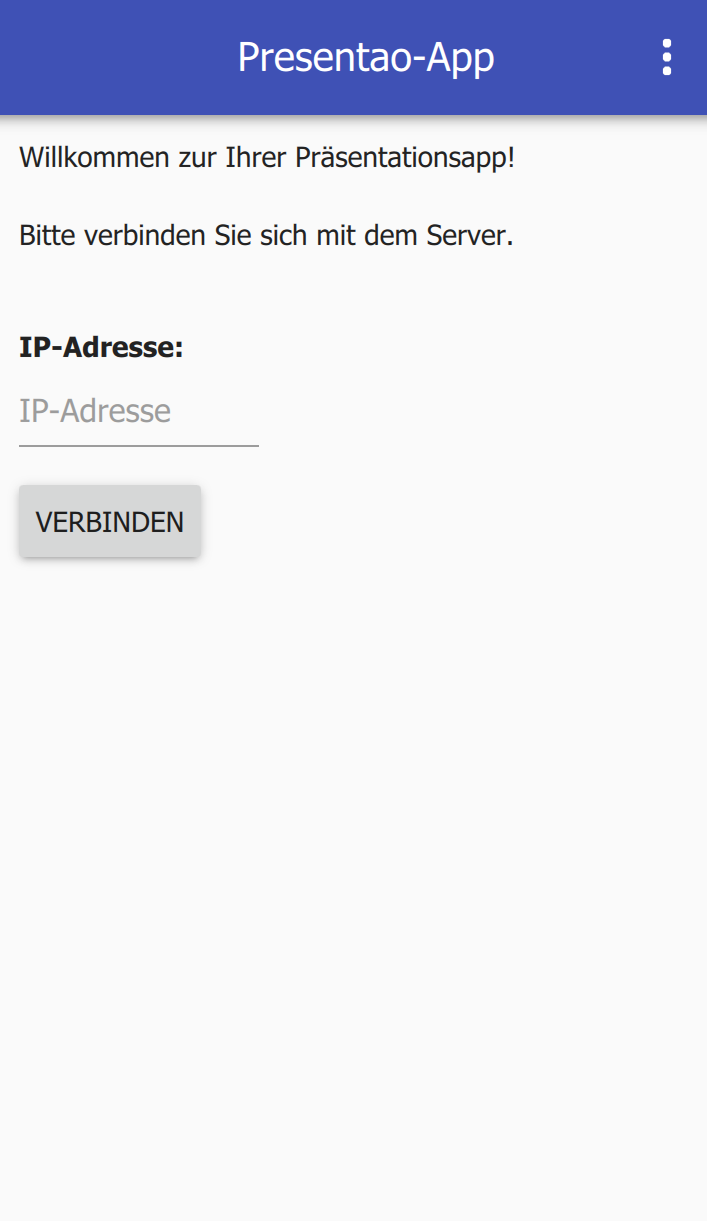 Presentao-App
Willkommen zur Ihrer Präsentationsapp!
Bitte verbinden Sie sich mit dem Server.
IP-Adresse:
IP-Adresse
VERBINDEN